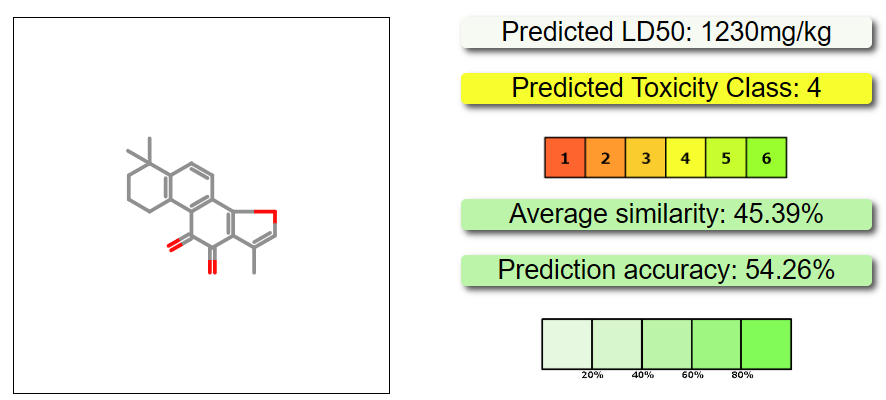 Predicted LD50: 1230mg/kg
Predicted Toxicity Class: 4
1 2 3 4 5 6
Average similarity: 45.39%
Prediction accuracy: 54.26%
20% 40% 60% 80%